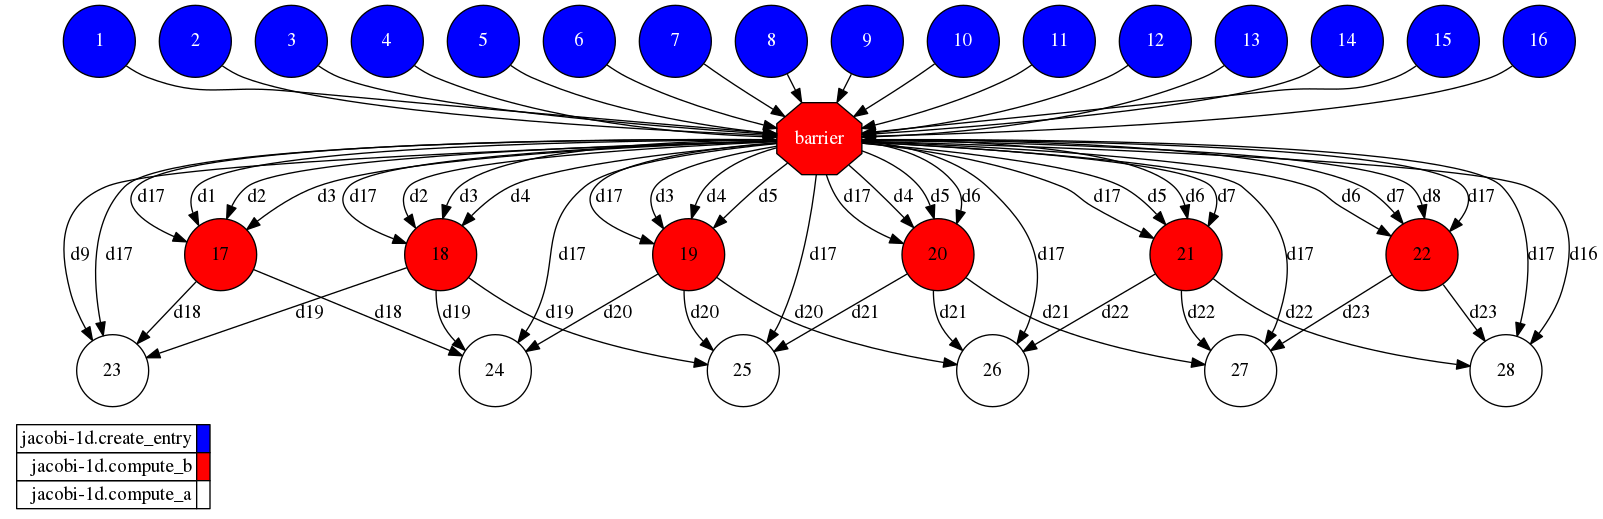 1 2 3 4 5 6 7 8 9 10 11 12 13 14 15 16
barrier
d17 d1 d2 d3 d17 d2 d3 d4 d17 d3 d4 d5 d17 d4 d5 d6 d17 d5 d6 d7 d6 d7 d8 d17
d9 d17 17 18 d17 19 d17 20 d17 21 d17 22 d17 d16
d18 d19 d18 d19 d19 d20 d20 d20 d21 d21 d21 d22 d22 d22 d23 d23
23 24 25 26 27 28
jacobi-1d.create_entry
jacobi-1d.compute_b
jacobi-1d.compute_a